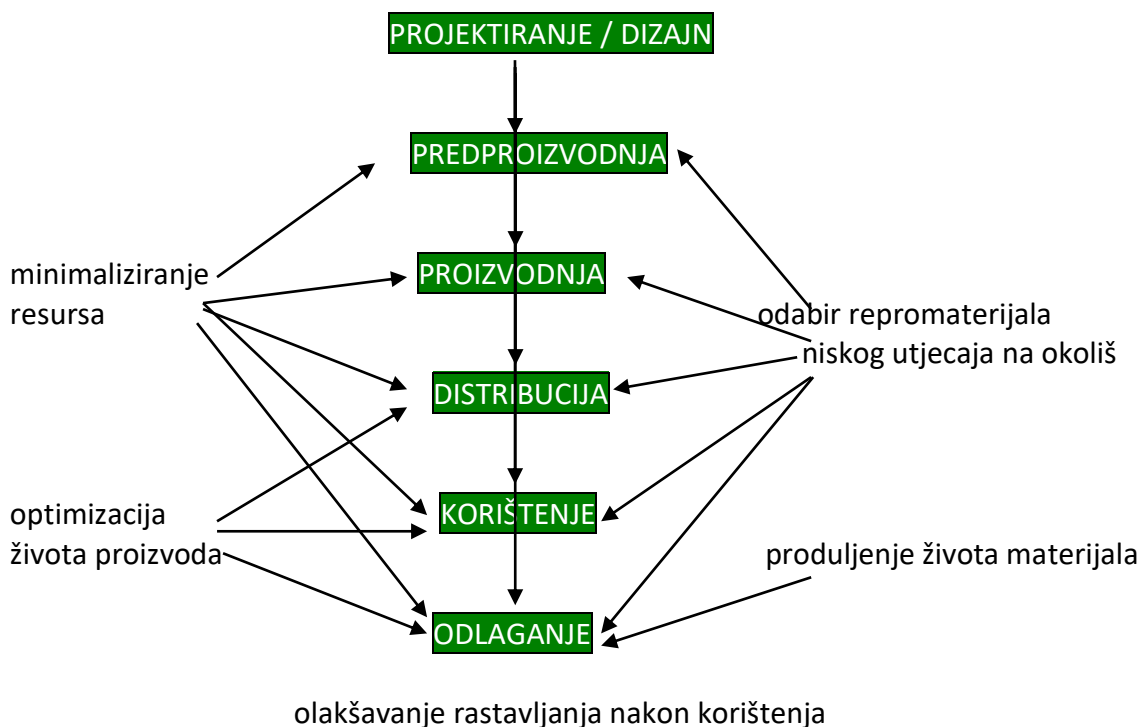 PROJEKTIRANJE / DIZAJN
PREDPROIZVODNJA
minimaliziranje
resursa
PROIZVODNJA
odabir repromaterijala
niskog utjecaja na okoliš
DISTRIBUCIJA
optimizacija
života proizvoda
KORIŠTENJE
produljenje života materijala
ODLAGANJE
olakšavanje rastavljanja nakon korištenja